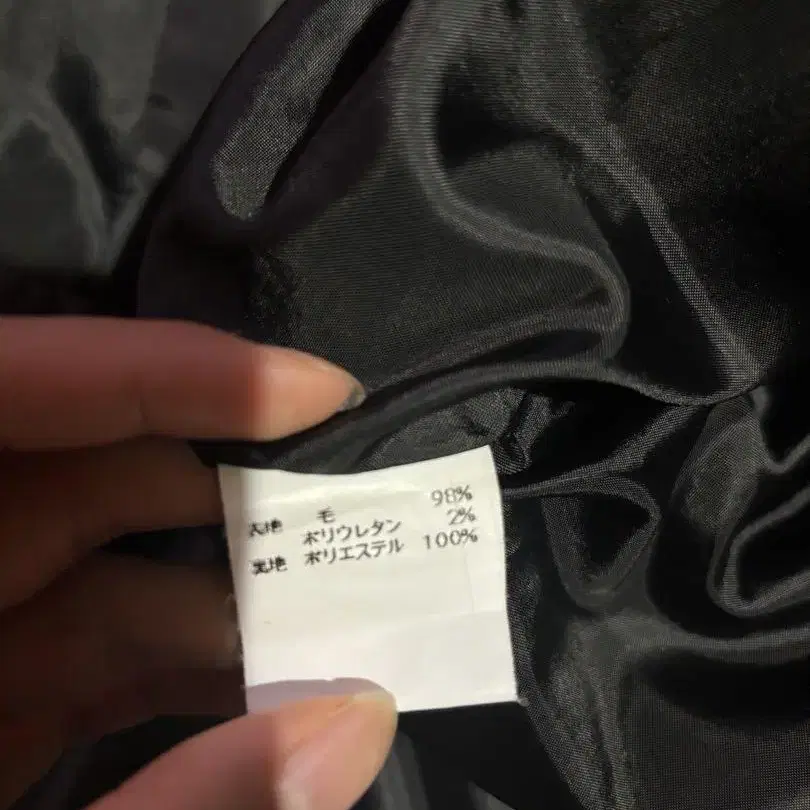 表地 毛 98%
ポリウレタン 2%
裏地 ポリエステル 100%